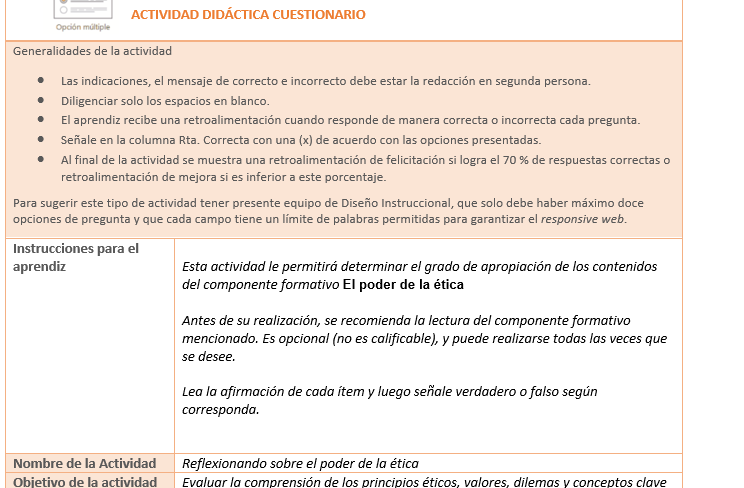 ACTIVIDAD DIDÁCTICA CUESTIONARIO
Opción múltiple
Generalidades de la actividad
● Las indicaciones, el mensaje de correcto e incorrecto debe estar la redacción en segunda persona.
● Diligenciar solo los espacios en blanco.
● El aprendiz recibe una retroalimentación cuando responde de manera correcta o incorrecta cada pregunta.
● Señale en la columna Rta. Correcta con una (x) de acuerdo con las opciones presentadas.
● Al final de la actividad se muestra una retroalimentación de felicitación si logra el 70 % de respuestas correctas o
retroalimentación de mejora si es inferior a este porcentaje.
Para sugerir este tipo de actividad tener presente equipo de Diseño Instruccional, que solo debe haber máximo doce
opciones de pregunta y que cada campo tiene un límite de palabras permitidas para garantizar el responsive web.
Instrucciones para el
aprendiz
Esta actividad le permitirá determinar el grado de apropiación de los contenidos
del componente formativo El poder de la ética
Antes de su realización, se recomienda la lectura del componente formativo
mencionado. Es opcional (no es calificable), y puede realizarse todas las veces que
se desee.
Lea la afirmación de cada ítem y luego señale verdadero o falso según
corresponda.
Nombre de la Actividad
Reflexionando sobre el poder de la ética
Objetivo de la actividad
Evaluar la comprensión de los principios éticos, valores, dilemas y conceptos clave